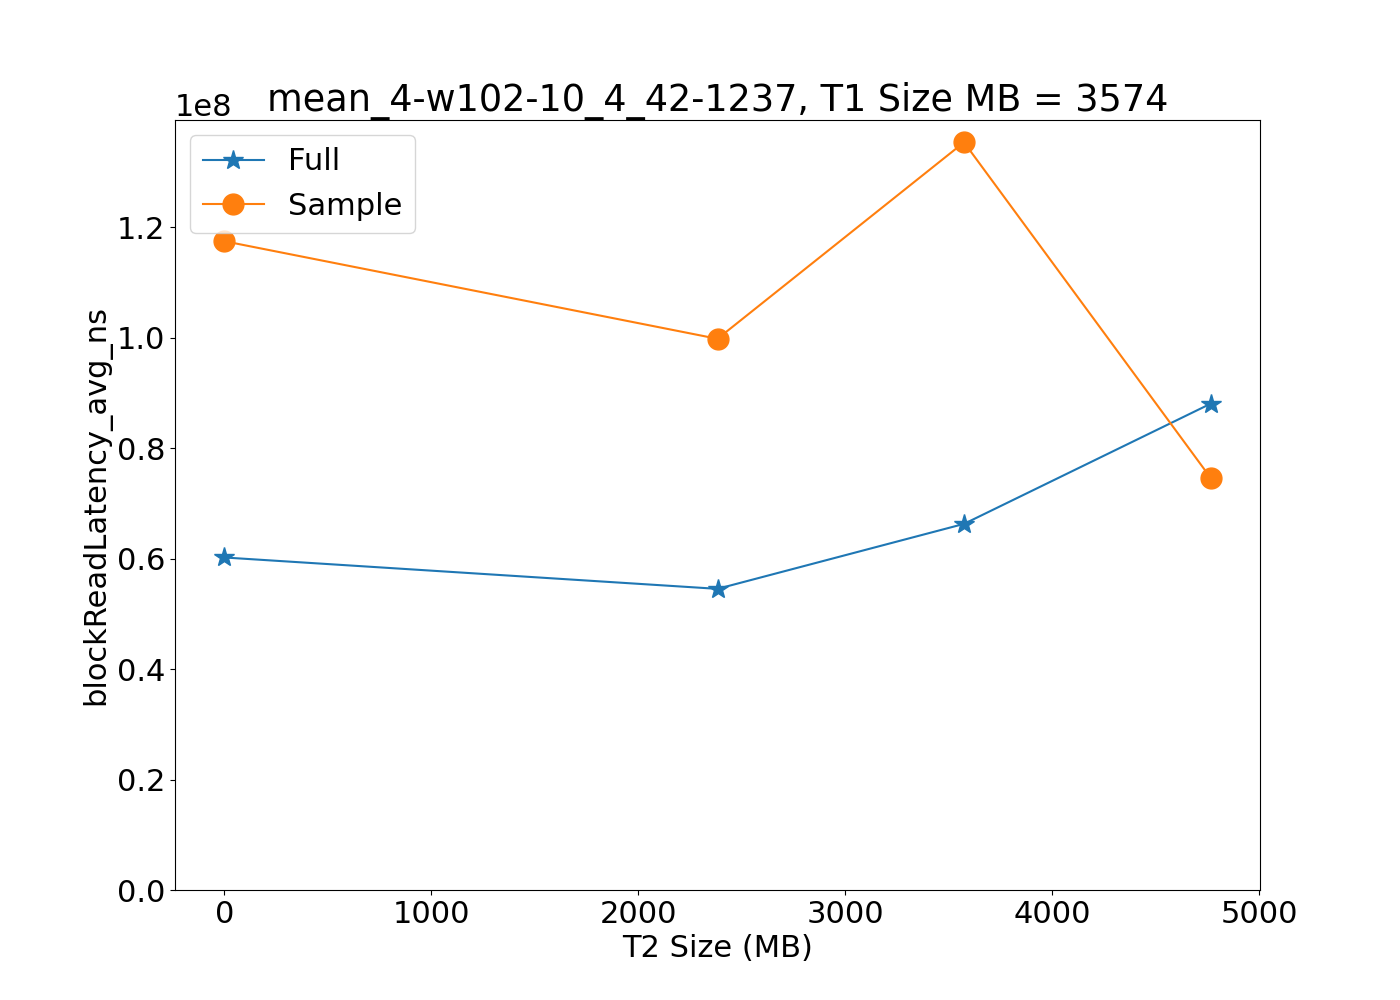 1e8
mean_4-w102-10_4_42-1237, T1 Size MB = 3574
Full
Sample
blockReadLatency_avg_ns
1.2
1.0
0.8
0.6
0.4
0.2
0.0
0 1000 2000 3000 4000 5000
T2 Size (MB)